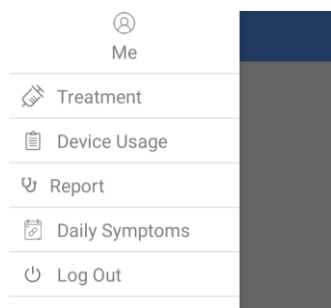 Me
Treatment
Device Usage
Report
Daily Symptoms
Log Out